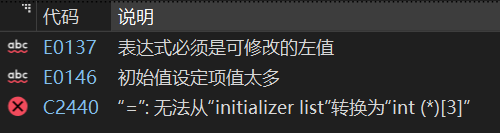 代码 说明
abc E0137 表达式必须是可修改的左值
abc E0146 初始值设定项值太多
C2440 “=”: 无法从“initializer list”转换为“int (*)[3]”